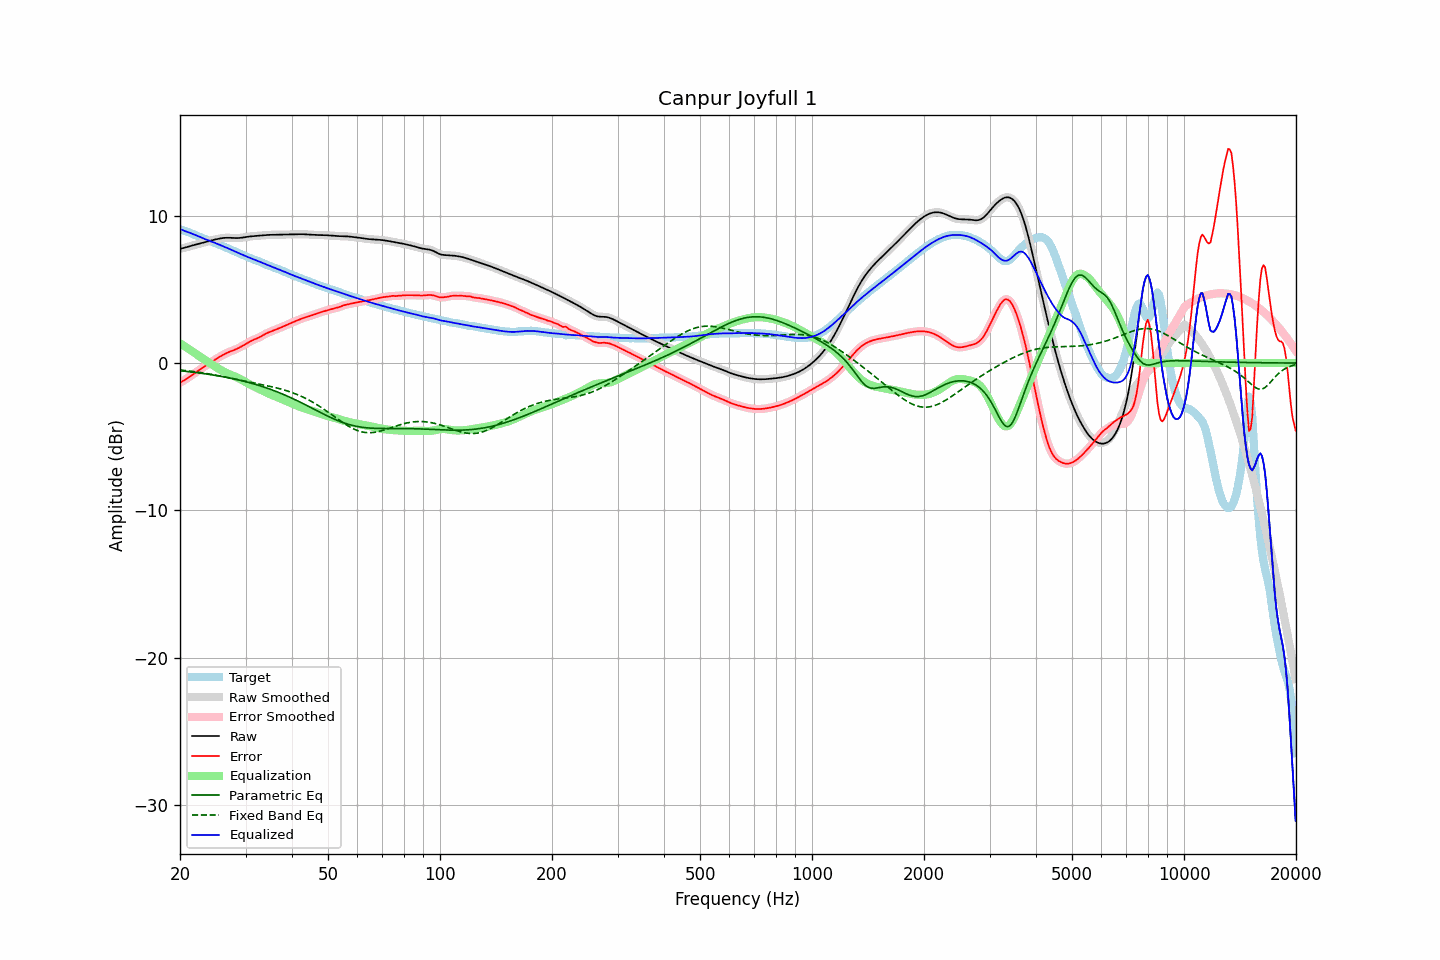 Canpur Joyfull 1
Amplitude (dBr)
10
0
−10
−20
−30
Target
Raw Smoothed
Error Smoothed
Raw
Error
Equalization
Parametric Eq
Fixed Band Eq
Equalized
20 50 100 200 500 1000 2000 5000 10000 20000
Frequency (Hz)